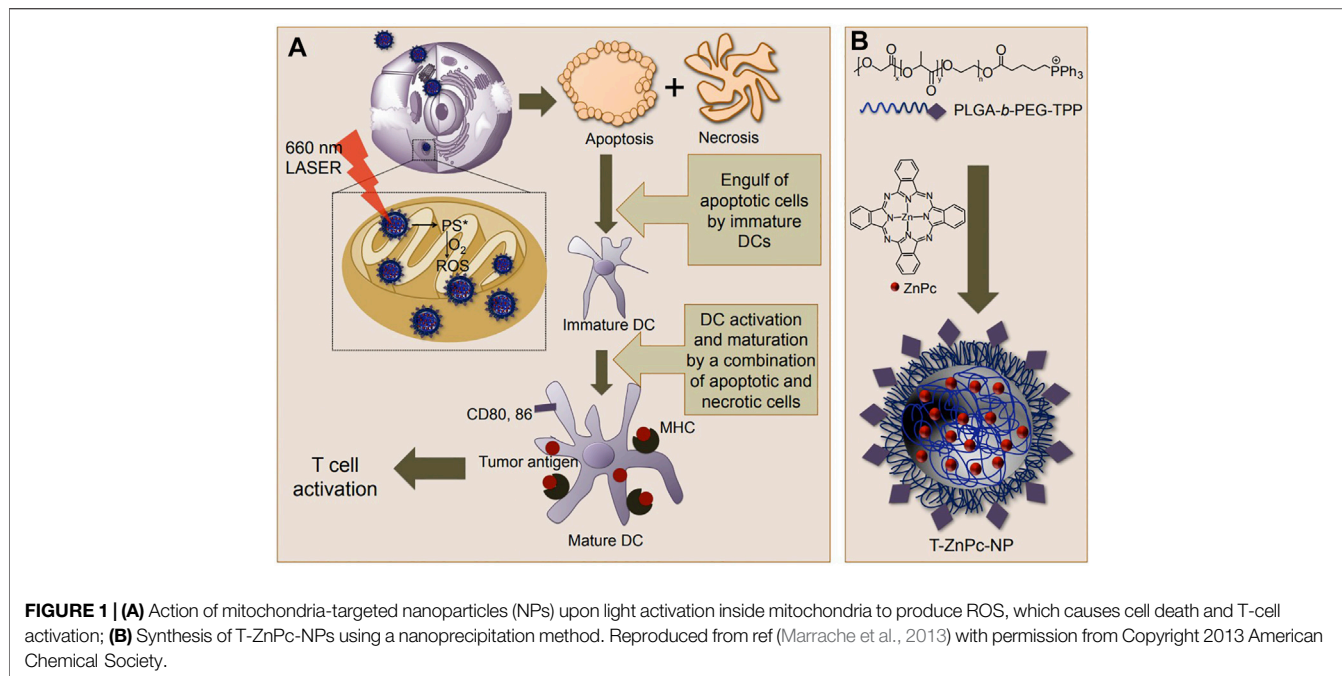 A
660 nm
LASER
PS*
O2
ROS
Apoptosis
+
Necrosis
Engulf of
apoptotic cells
by immature
DCs
Immature DC
DC activation
and maturation
by a combination
of apoptotic and
necrotic cells
CD80, 86
MHC
Tumor antigen
T cell
activation
Mature DC
B
O
O
x
O
O
y
O
n
O
O
PPh3
+
PLGA-b-PEG-TPP
N
N
N
N
Zn
N
N
N
N
ZnPc
T-ZnPc-NP
FIGURE 1 | (A) Action of mitochondria-targeted nanoparticles (NPs) upon light activation inside mitochondria to produce ROS, which causes cell death and T-cell
activation; (B) Synthesis of T-ZnPc-NPs using a nanoprecipitation method. Reproduced from ref (Marrache et al., 2013) with permission from Copyright 2013 American
Chemical Society.